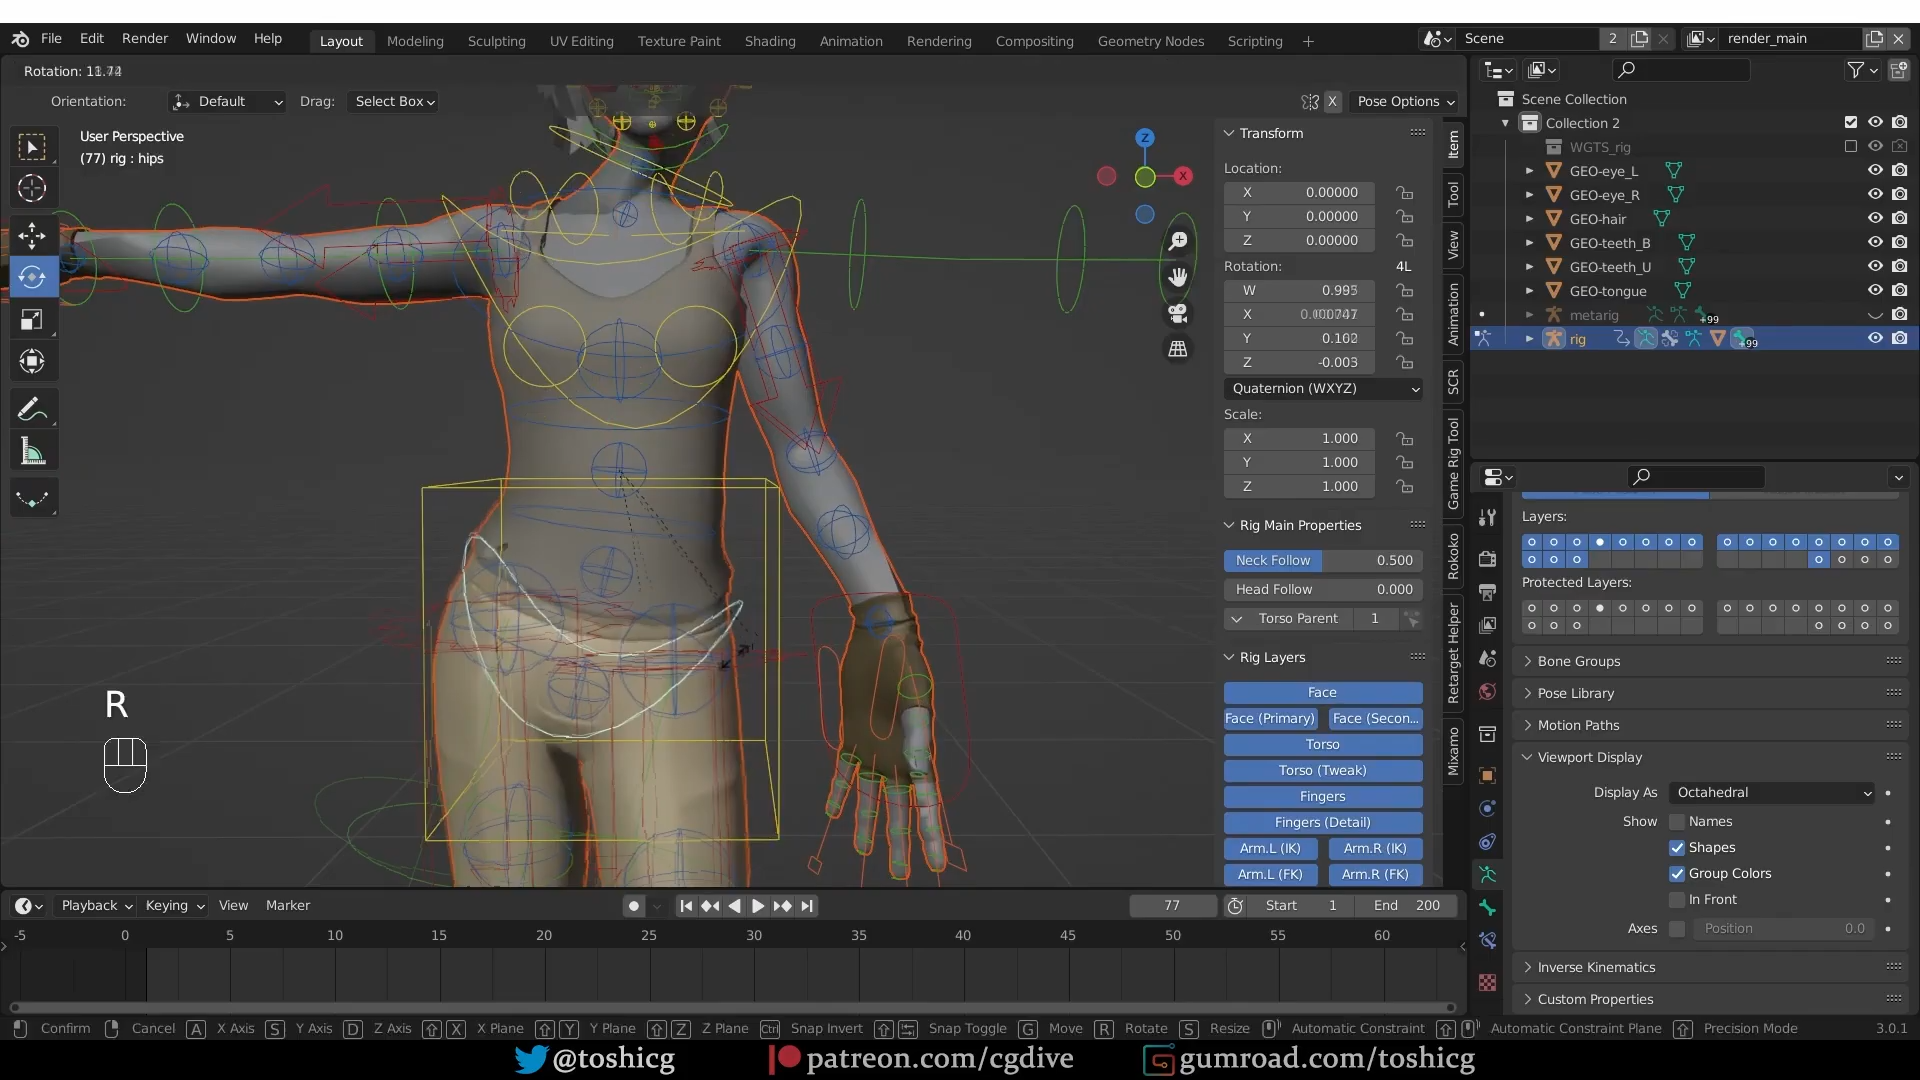 File Edit Render Window Help Layout Modeling Sculpting UV Editing Texture Paint Shading Animation Rendering Compositing Geometry Nodes Scripting + Scene 2 render_main
Orientation: Default Drag: Select Box X Pose Options
User Perspective
(77) rig : hips
Z
X
R
Transform
Location:
X 0.00000
Y 0.00000
Z 0.00000
Rotation: 4L
W
X
Y
Z
Quaternion (WXYZ)
Scale:
X 1.000
Y 1.000
Z 1.000
Rig Main Properties
Neck Follow 0.500
Head Follow 0.000
Torso Parent 1
Rig Layers
Face
Face (Primary) Face (Secon...
Torso
Torso (Tweak)
Fingers
Fingers (Detail)
Arm.L (IK) Arm.R (IK)
Arm.L (FK) Arm.R (FK)
Item
Tool
View
Animation
SCR
Game Rig Tool
Rokoko
Retarget Helper
Mixamo
Scene Collection
Collection 2
WGTS_rig
GEO-eye_L
GEO-eye_R
GEO-hair
GEO-teeth_B
GEO-teeth_U
GEO-tongue
metarig +99
rig +99
Layers:
Protected Layers:
Bone Groups
Pose Library
Motion Paths
Viewport Display
Display As Octahedral
Show Names
Shapes
Group Colors
In Front
Axes Position 0.0
Inverse Kinematics
Custom Properties
Playback Keying View Marker 77 Start 1 End 200
-5 0 5 10 15 20 25 30 35 40 45 50 55 60
Confirm Cancel A X Axis S Y Axis D Z Axis X X Plane Y Y Plane Z Z Plane Ctrl Snap Invert Snap Toggle G Move R Rotate S Resize Automatic Constraint Automatic Constraint Plane Precision Mode 3.0.1
@toshicg patreon.com/cgdive gumroad.com/toshicg